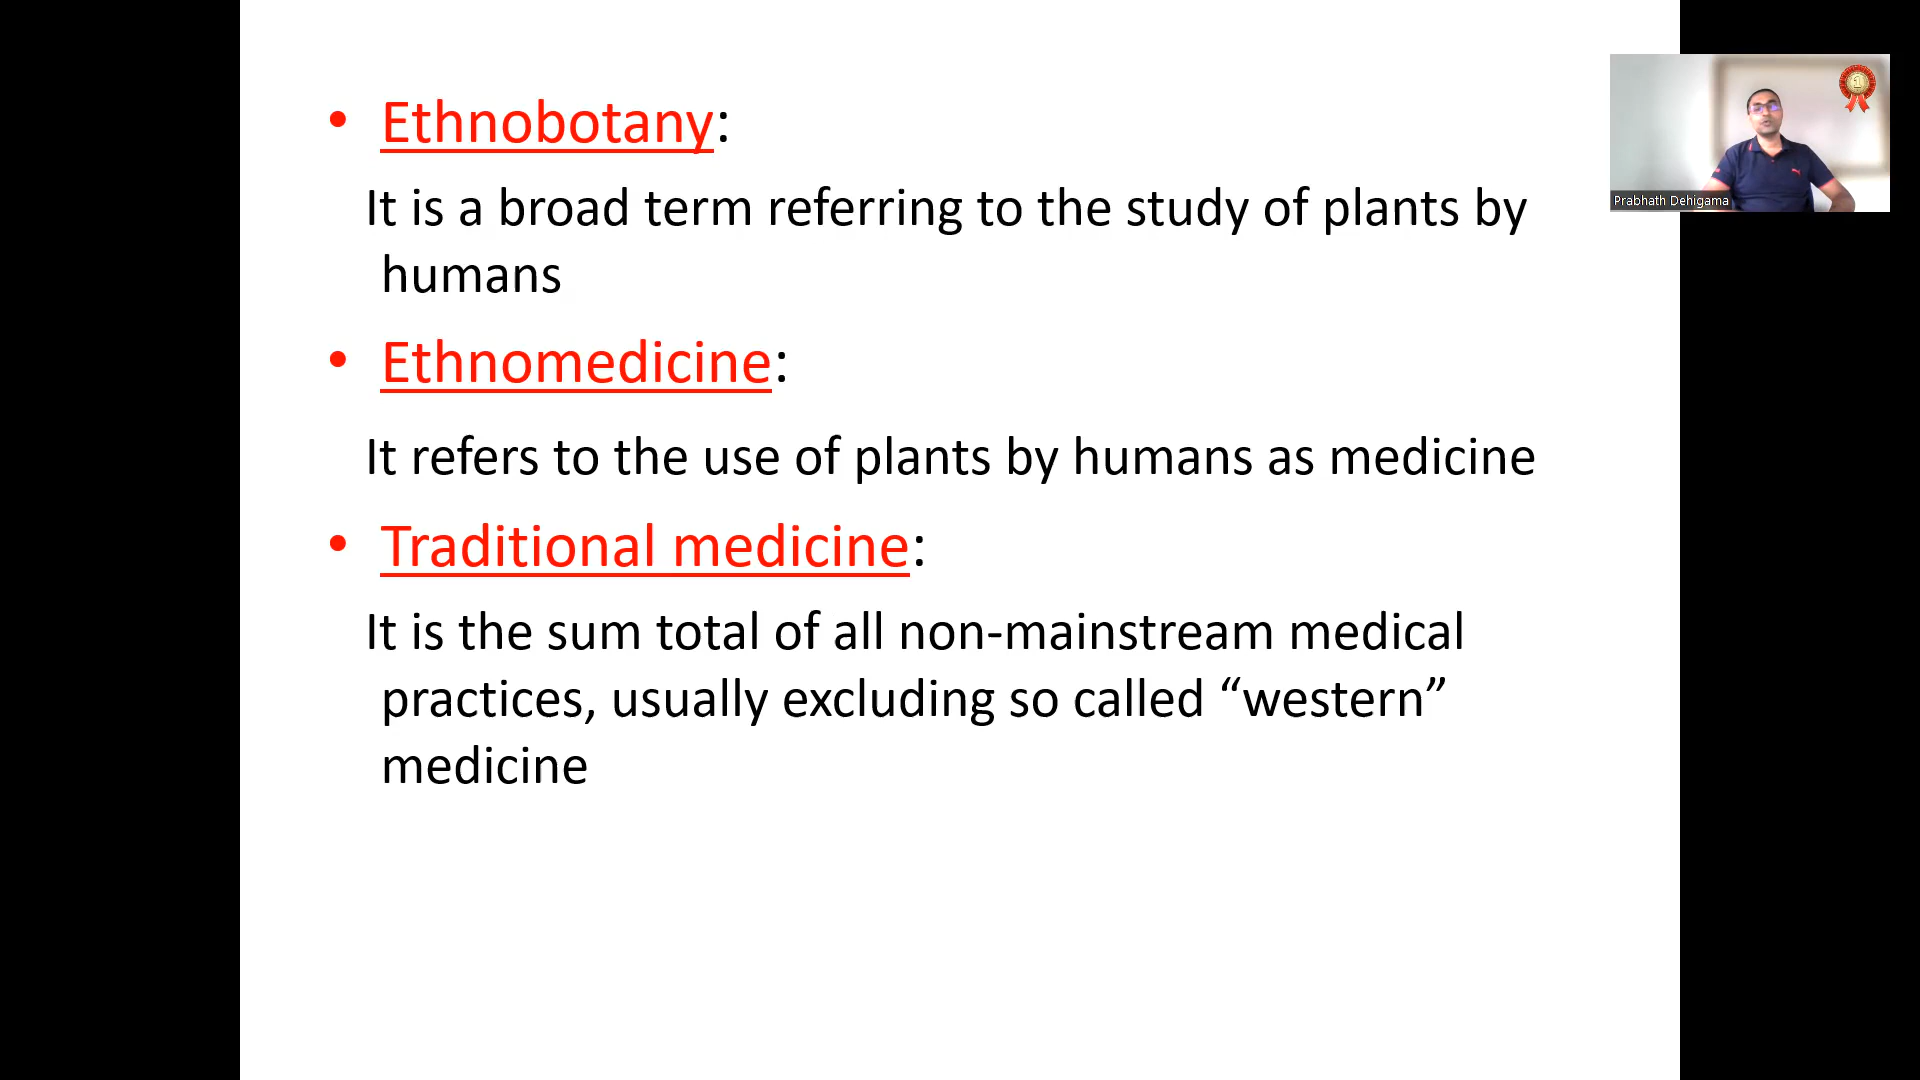 • Ethnobotany:
It is a broad term referring to the study of plants by
humans
• Ethnomedicine:
It refers to the use of plants by humans as medicine
• Traditional medicine:
It is the sum total of all non-mainstream medical
practices, usually excluding so called “western”
medicine
1
Prabhath Dehigama